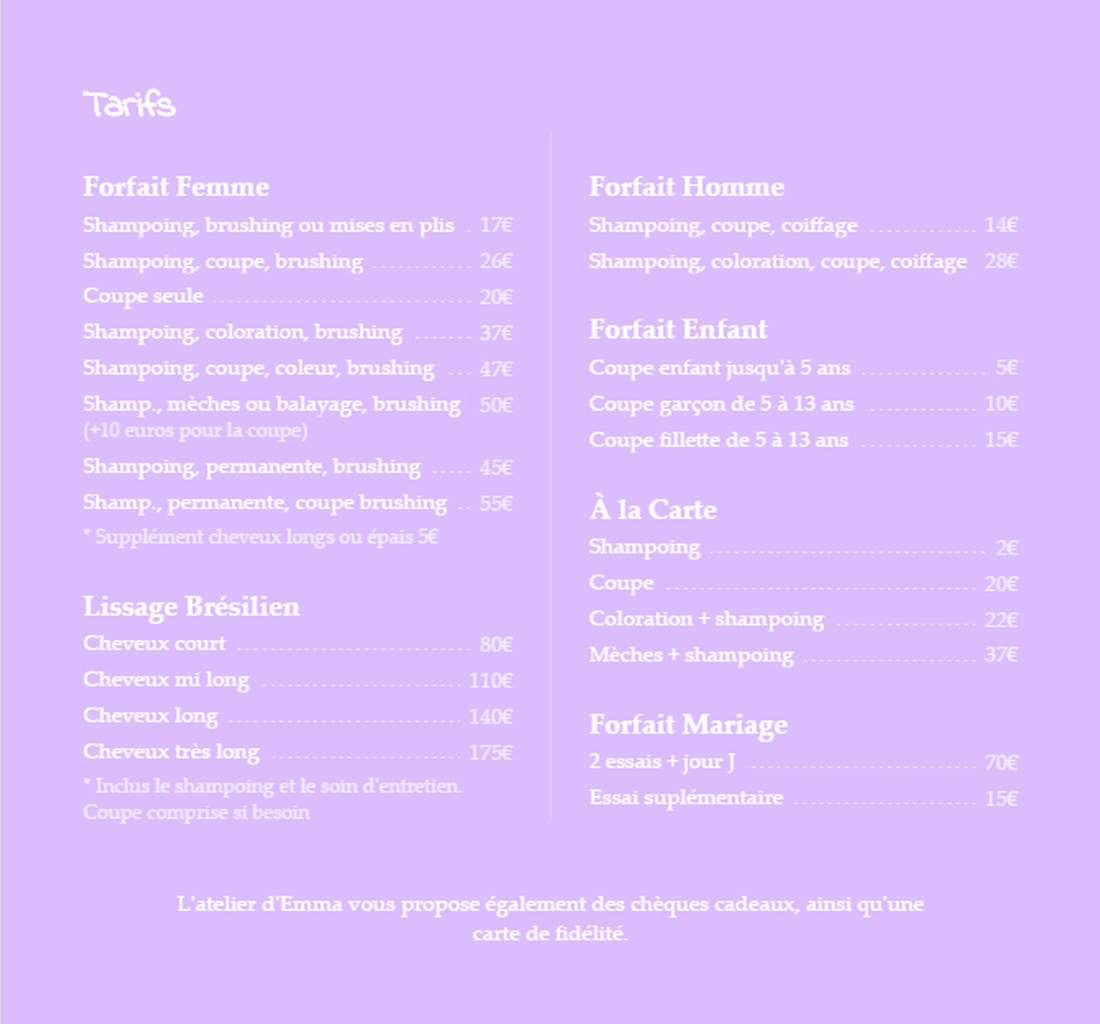 Tarifs
Forfait Femme
Shampoing, brushing ou mises en plis . 17€
Shampoing, coupe, brushing ............ 26€
Coupe seule ................................ 20€
Shampoing, coloration, brushing ....... 37€
Shampoing, coupe, coleur, brushing ... 47€
Shamp., mèches ou balayage, brushing 50€
(+10 euros pour la coupe)
Shampoing, permanente, brushing ..... 45€
Shamp., permanente, coupe brushing .. 55€
* Supplément cheveux longs ou épais 5€
Lissage Brésilien
Cheveux court ............................. 80€
Cheveux mi long ........................ 110€
Cheveux long ............................ 140€
Cheveux très long ....................... 175€
* Inclus le shampoing et le soin d'entretien.
Coupe comprise si besoin
Forfait Homme
Shampoing, coupe, coiffage ............. 14€
Shampoing, coloration, coupe, coiffage 28€
Forfait Enfant
Coupe enfant jusqu'à 5 ans ............... 5€
Coupe garçon de 5 à 13 ans ............. 10€
Coupe fillette de 5 à 13 ans .............. 15€
À la Carte
Shampoing .................................. 2€
Coupe ...................................... 20€
Coloration + shampoing ................. 22€
Mèches + shampoing ..................... 37€
Forfait Mariage
2 essais + jour J ............................ 70€
Essai suplémentaire ...................... 15€
L'atelier d'Emma vous propose également des chèques cadeaux, ainsi qu'une
carte de fidélité.